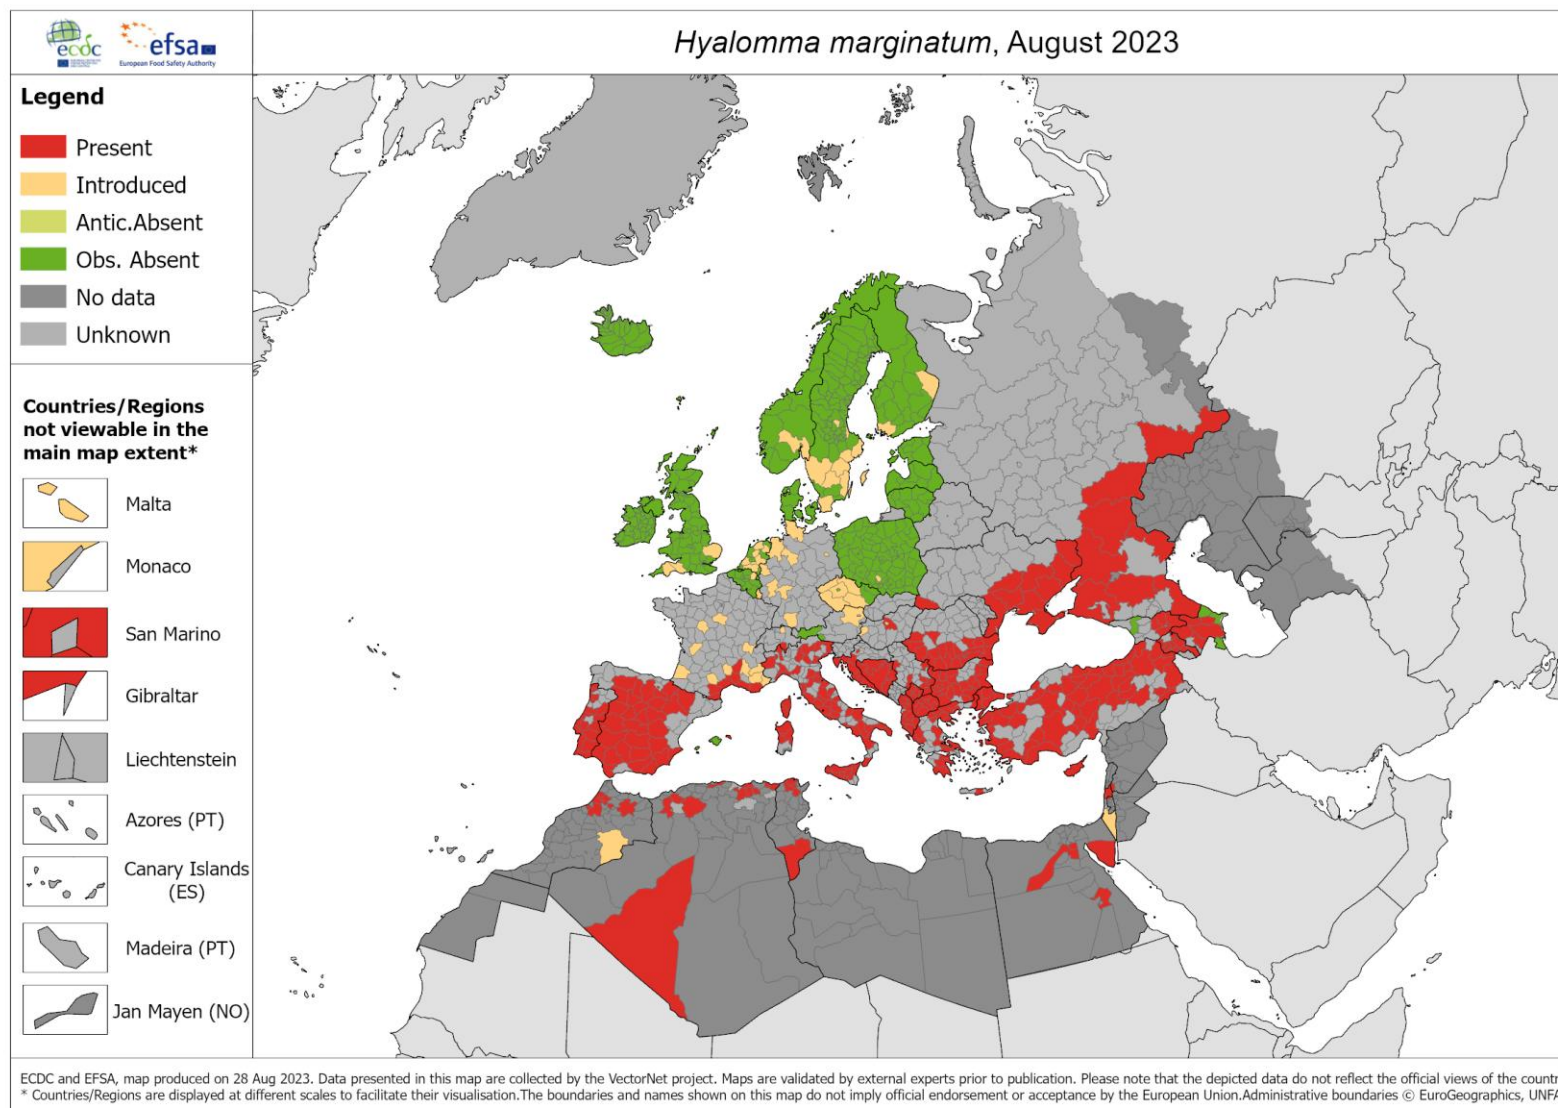 ecdc
efsa
European Food Safety Authority
Hyalomma marginatum, August 2023
Legend
Present
Introduced
Antic.Absent
Obs. Absent
No data
Unknown
Countries/Regions
not viewable in the
main map extent*
Malta
Monaco
San Marino
Gibraltar
Liechtenstein
Azores (PT)
Canary Islands
(ES)
Madeira (PT)
Jan Mayen (NO)
ECDC and EFSA, map produced on 28 Aug 2023. Data presented in this map are collected by the VectorNet project. Maps are validated by external experts prior to publication. Please note that the depicted data do not reflect the official views of the countr
* Countries/Regions are displayed at different scales to facilitate their visualisation.The boundaries and names shown on this map do not imply official endorsement or acceptance by the European Union.Administrative boundaries © EuroGeographics, UNFA